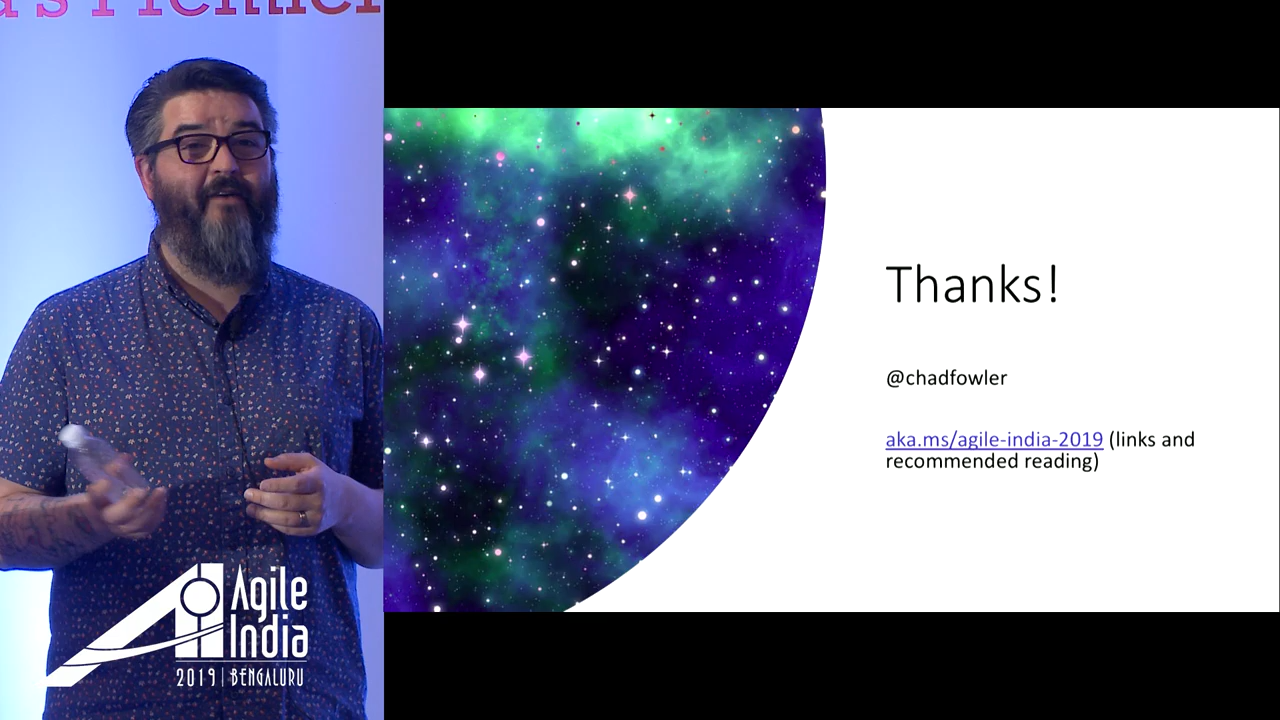 Agile
India
2019 | BENGALURU
Thanks!
@chadfowler
aka.ms/agile-india-2019 (links and
recommended reading)